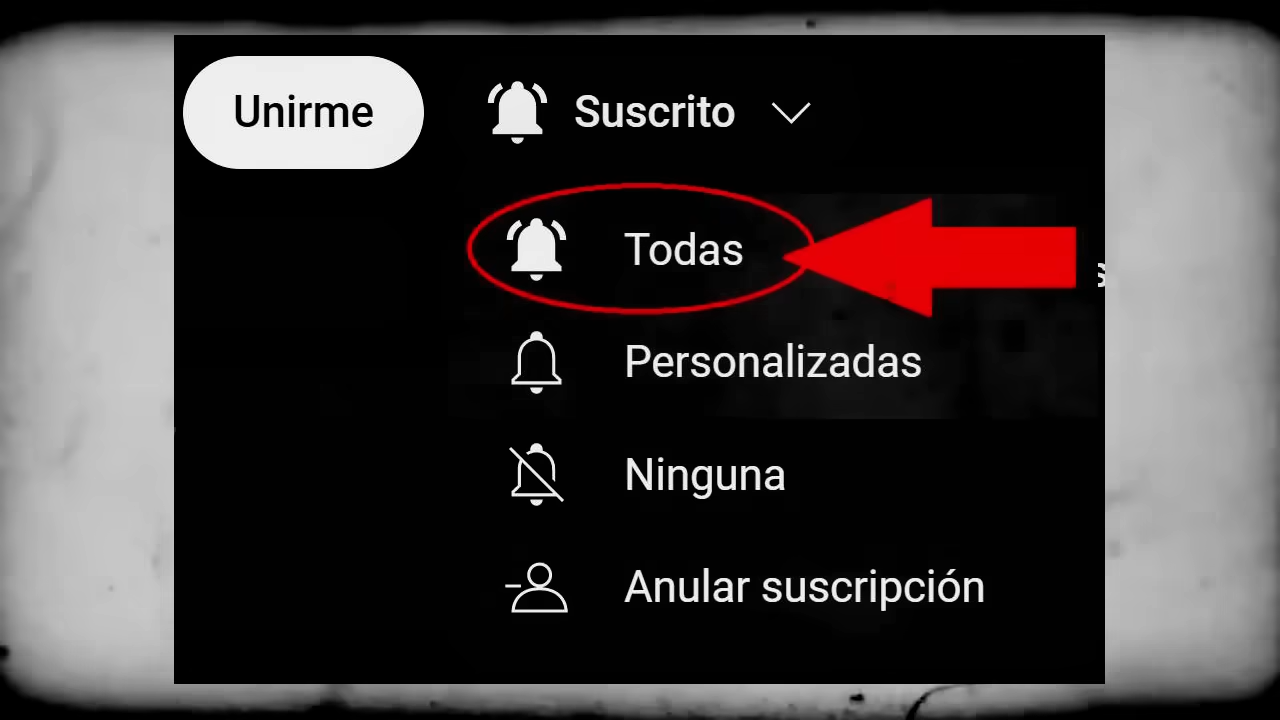 Unirme
Suscrito
Todas
Personalizadas
Ninguna
Anular suscripción